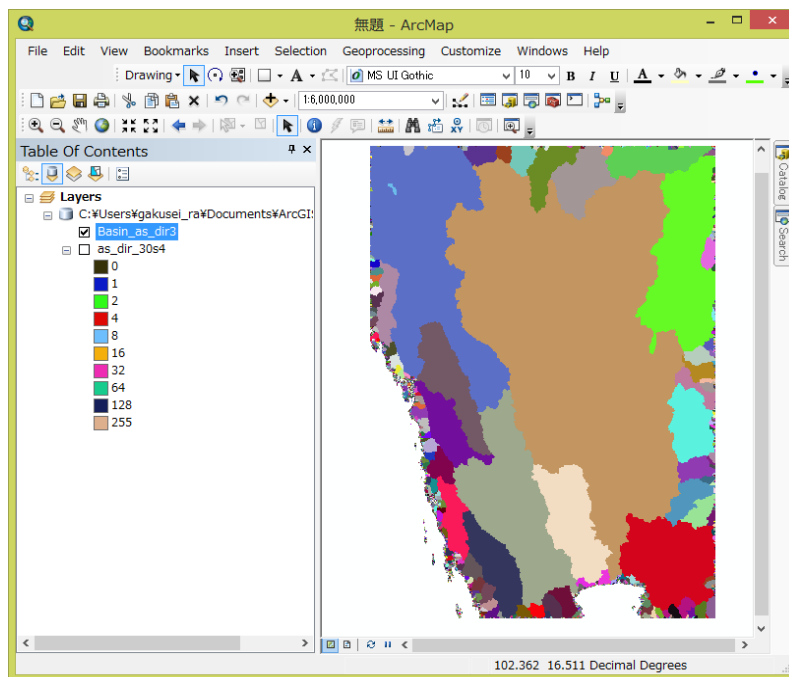 無題 - ArcMap
File Edit View Bookmarks Insert Selection Geoprocessing Customize Windows Help
Drawing A MS UI Gothic 10 B I U A
1:6,000,000
XY
Table Of Contents
Catalog
Search
Layers
C:¥Users¥gakusei_ra¥Documents¥ArcGIS
Basin_as_dir3
as_dir_30s4
0
1
2
4
8
16
32
64
128
255
102.362 16.511 Decimal Degrees